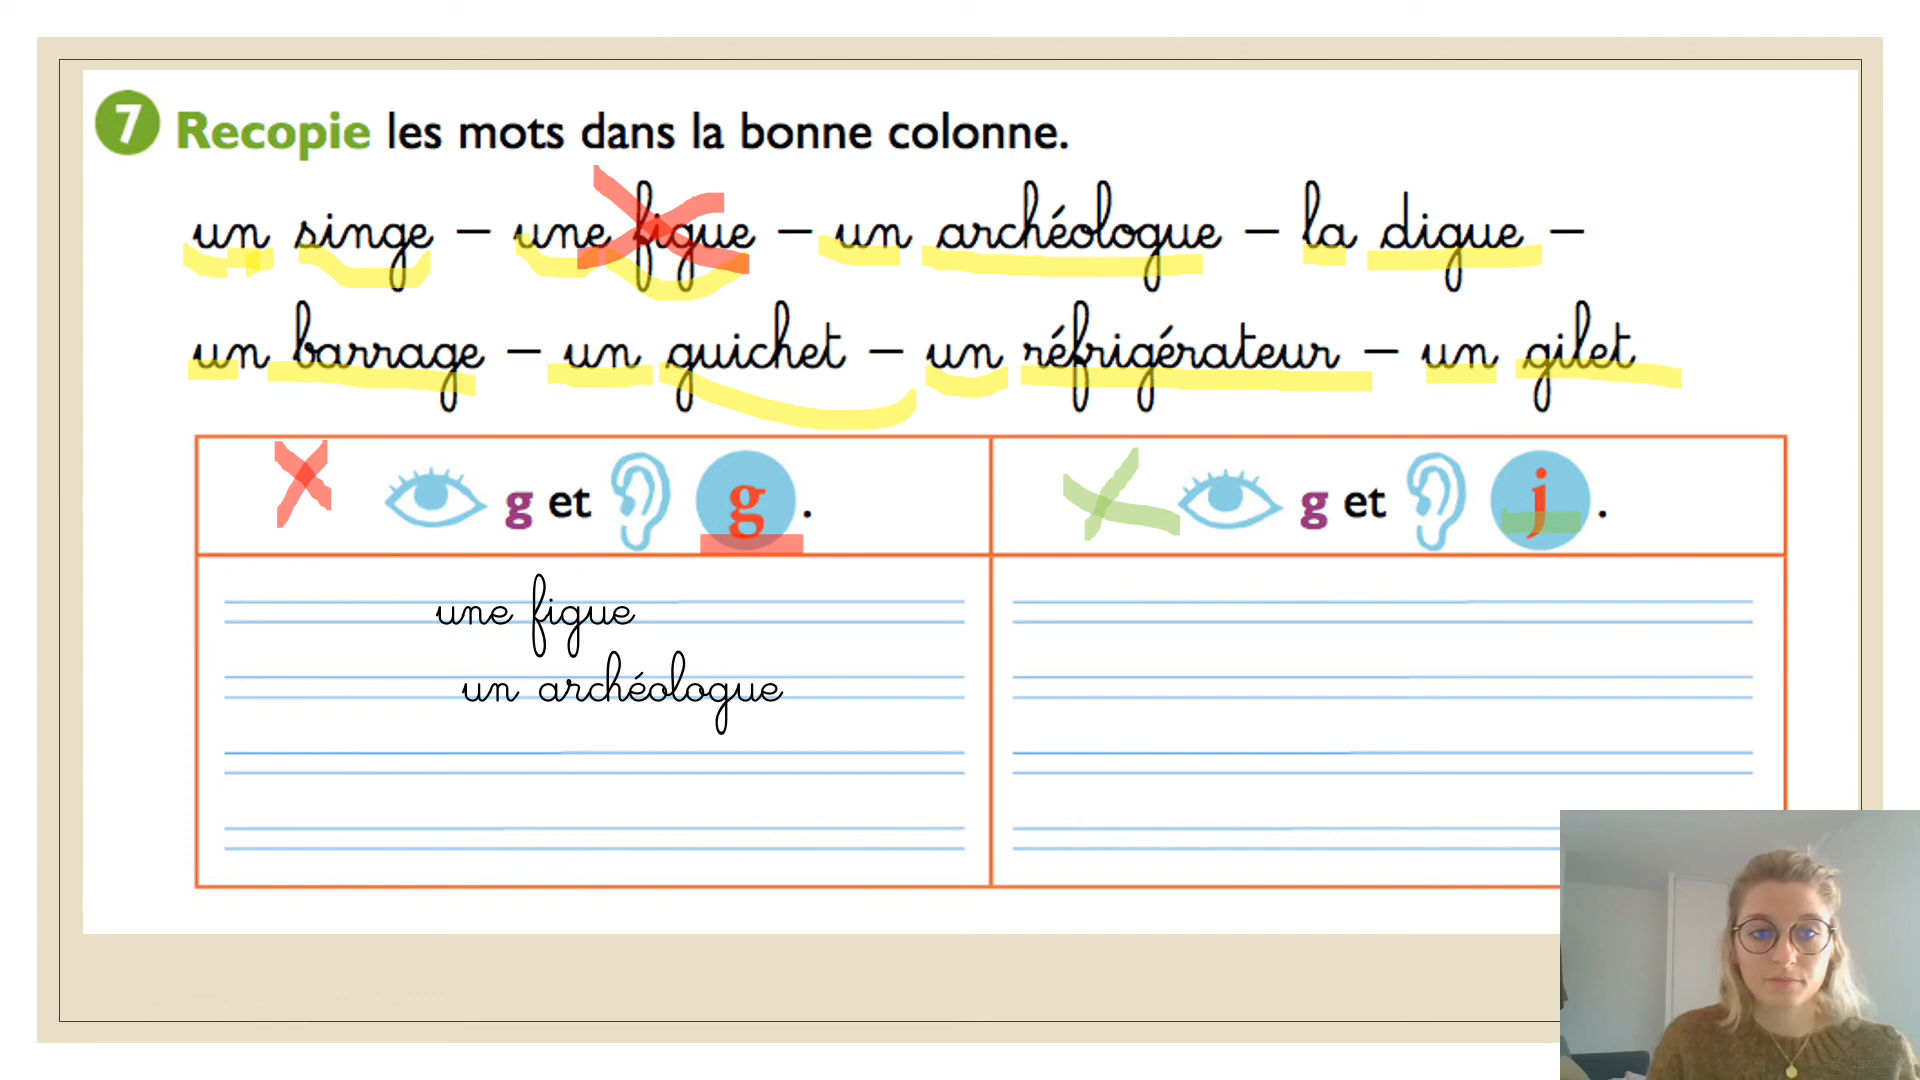 7 Recopie les mots dans la bonne colonne.
un singe – une figue – un archéologue – la digue –
un barrage – un guichet – un réfrigérateur – un gilet
g et g. g et j.
une figue
un archéologue